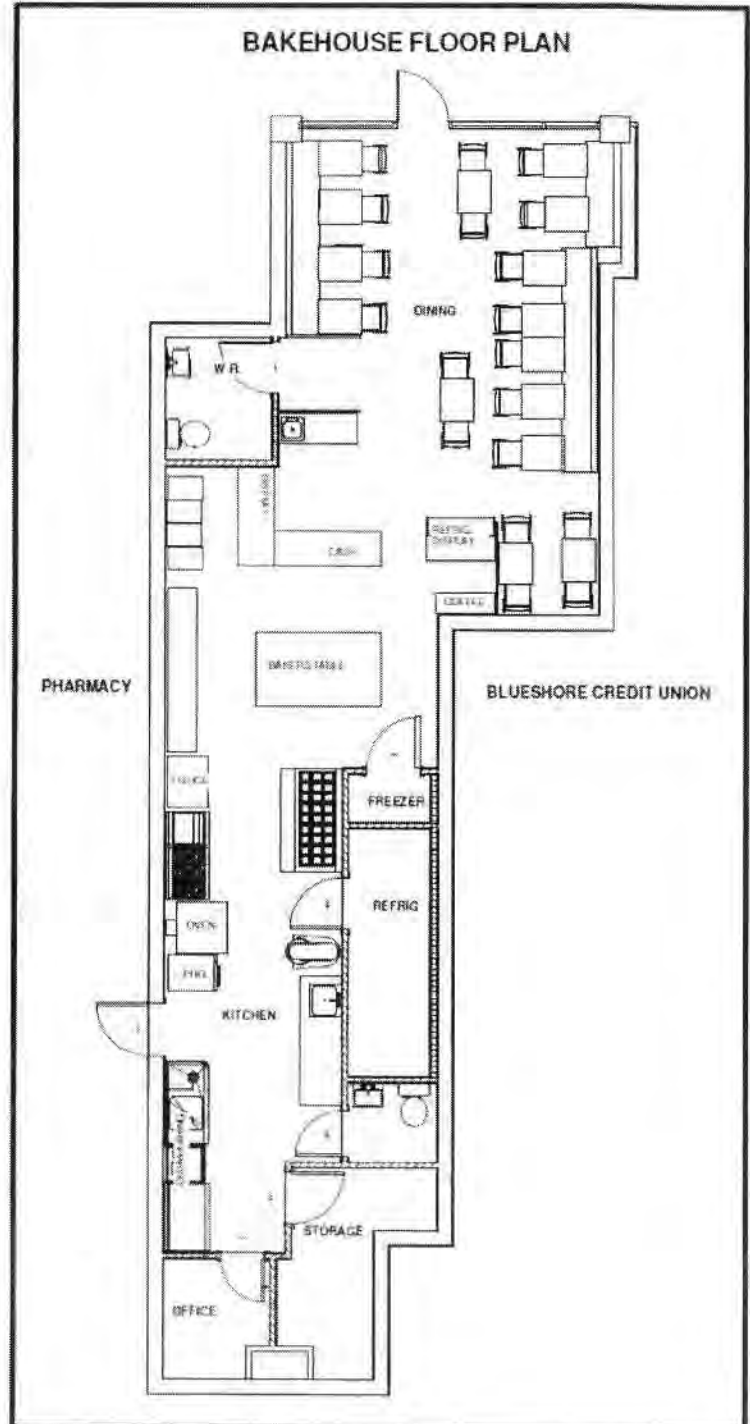 BAKEHOUSE FLOOR PLAN
DINING
W.R.
DISPLAY
CASH
REFRIG.
DISPLAY
COFFEE
BAKERS TABLE
PHARMACY
BLUESHORE CREDIT UNION
FREEZER
REFRIG
OVEN
KITCHEN
STORAGE
OFFICE